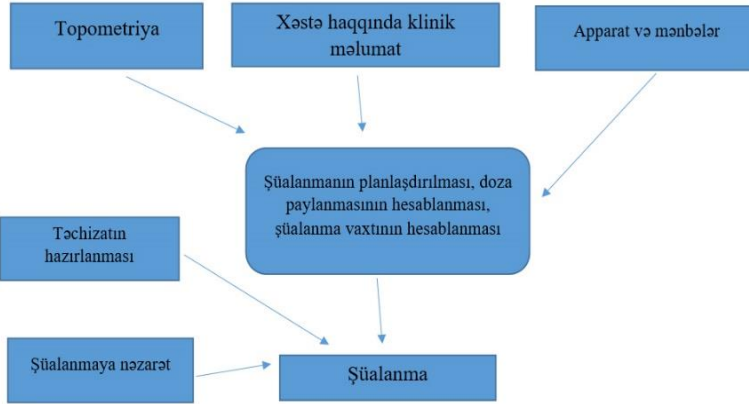 Topometriya
Xəstə haqqında klinik
məlumat
Apparat və mənbələr
Şüalanmanın planlaşdırılması, doza
paylanmasının hesablanması,
şüalanma vaxtının hesablanması
Təchizatın
hazırlanması
Şüalanmaya nəzarət
Şüalanma